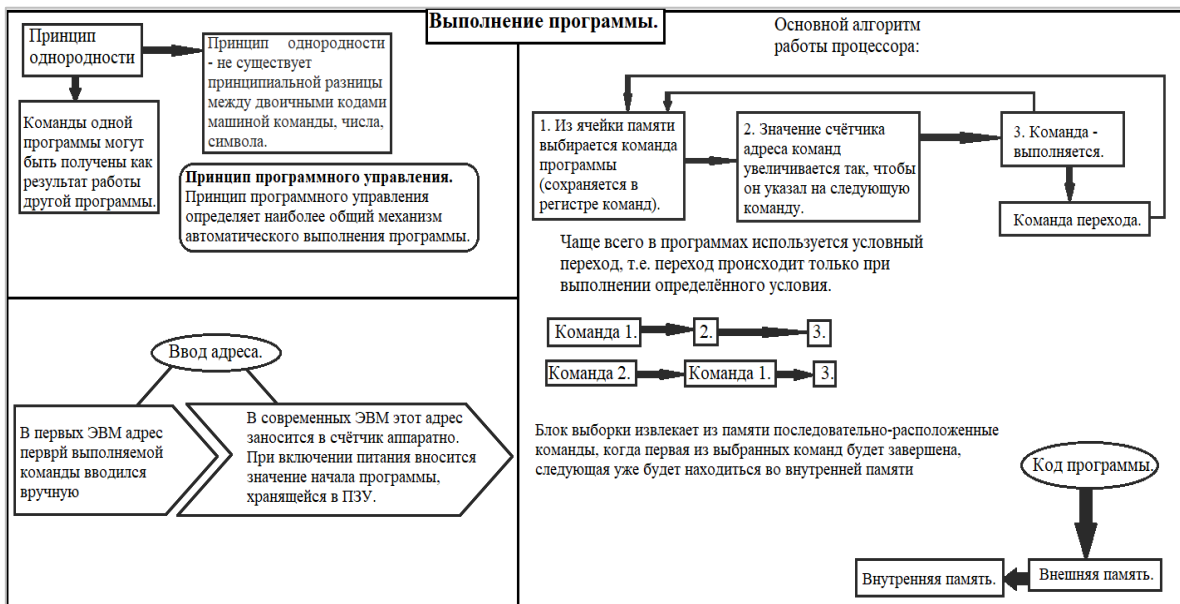 Выполнение программы.
Принцип
однородности
Принцип однородности
- не существует
принципиальной разницы
между двоичными кодами
машиной команды, числа,
символа.
Команды одной
программы могут
быть получены как
результат работы
другой программы.
Принцип программного управления.
Принцип программного управления
определяет наиболее общий механизм
автоматического выполнения программы.
Ввод адреса.
В первых ЭВМ адрес
перврй выполняемой
команды вводился
вручную
В современных ЭВМ этот адрес
заносится в счётчик аппаратно.
При включении питания вносится
значение начала программы,
хранящейся в ПЗУ.
Основной алгоритм
работы процессора:
1. Из ячейки памяти
выбирается команда
программы
(сохраняется в
регистре команд).
2. Значение счётчика
адреса команд
увеличивается так, чтобы
он указал на следующую
команду.
3. Команда -
выполняется.
Команда перехода.
Чаще всего в программах используется условный
переход, т.е. переход происходит только при
выполнении определённого условия.
Команда 1.
2.
3.
Команда 2.
Команда 1.
3.
Блок выборки извлекает из памяти последовательно-расположенные
команды, когда первая из выбранных команд будет завершена,
следующая уже будет находиться во внутренней памяти
Код программы.
Внутренняя память.
Внешняя память.